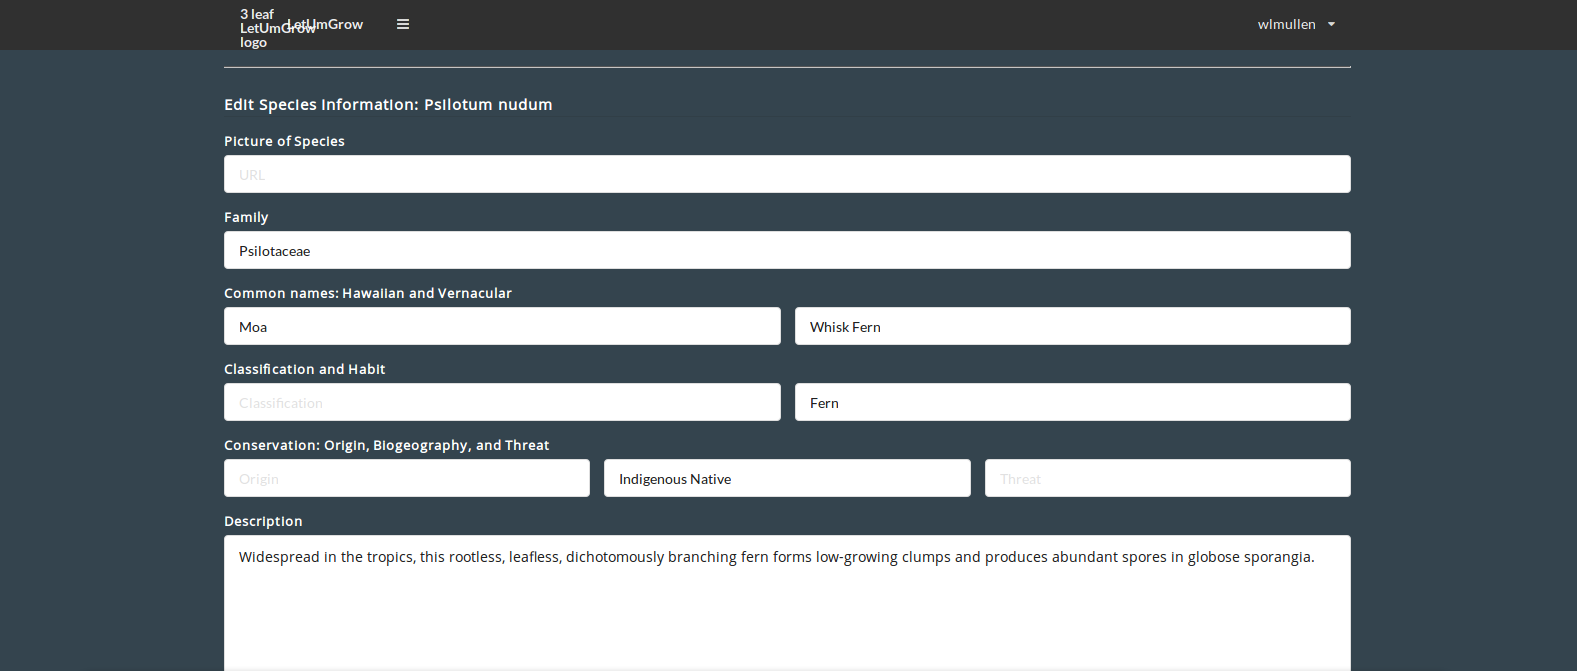 3 leaf
LetUmGrow
logo
LetUmGrow
wlmullen
Edit Species Information: Psilotum nudum
Picture of Species
URL
Family
Psilotaceae
Common names: Hawaiian and Vernacular
Moa Whisk Fern
Classification and Habit
Classification Fern
Conservation: Origin, Biogeography, and Threat
Origin Indigenous Native Threat
Description
Widespread in the tropics, this rootless, leafless, dichotomously branching fern forms low-growing clumps and produces abundant spores in globose sporangia.